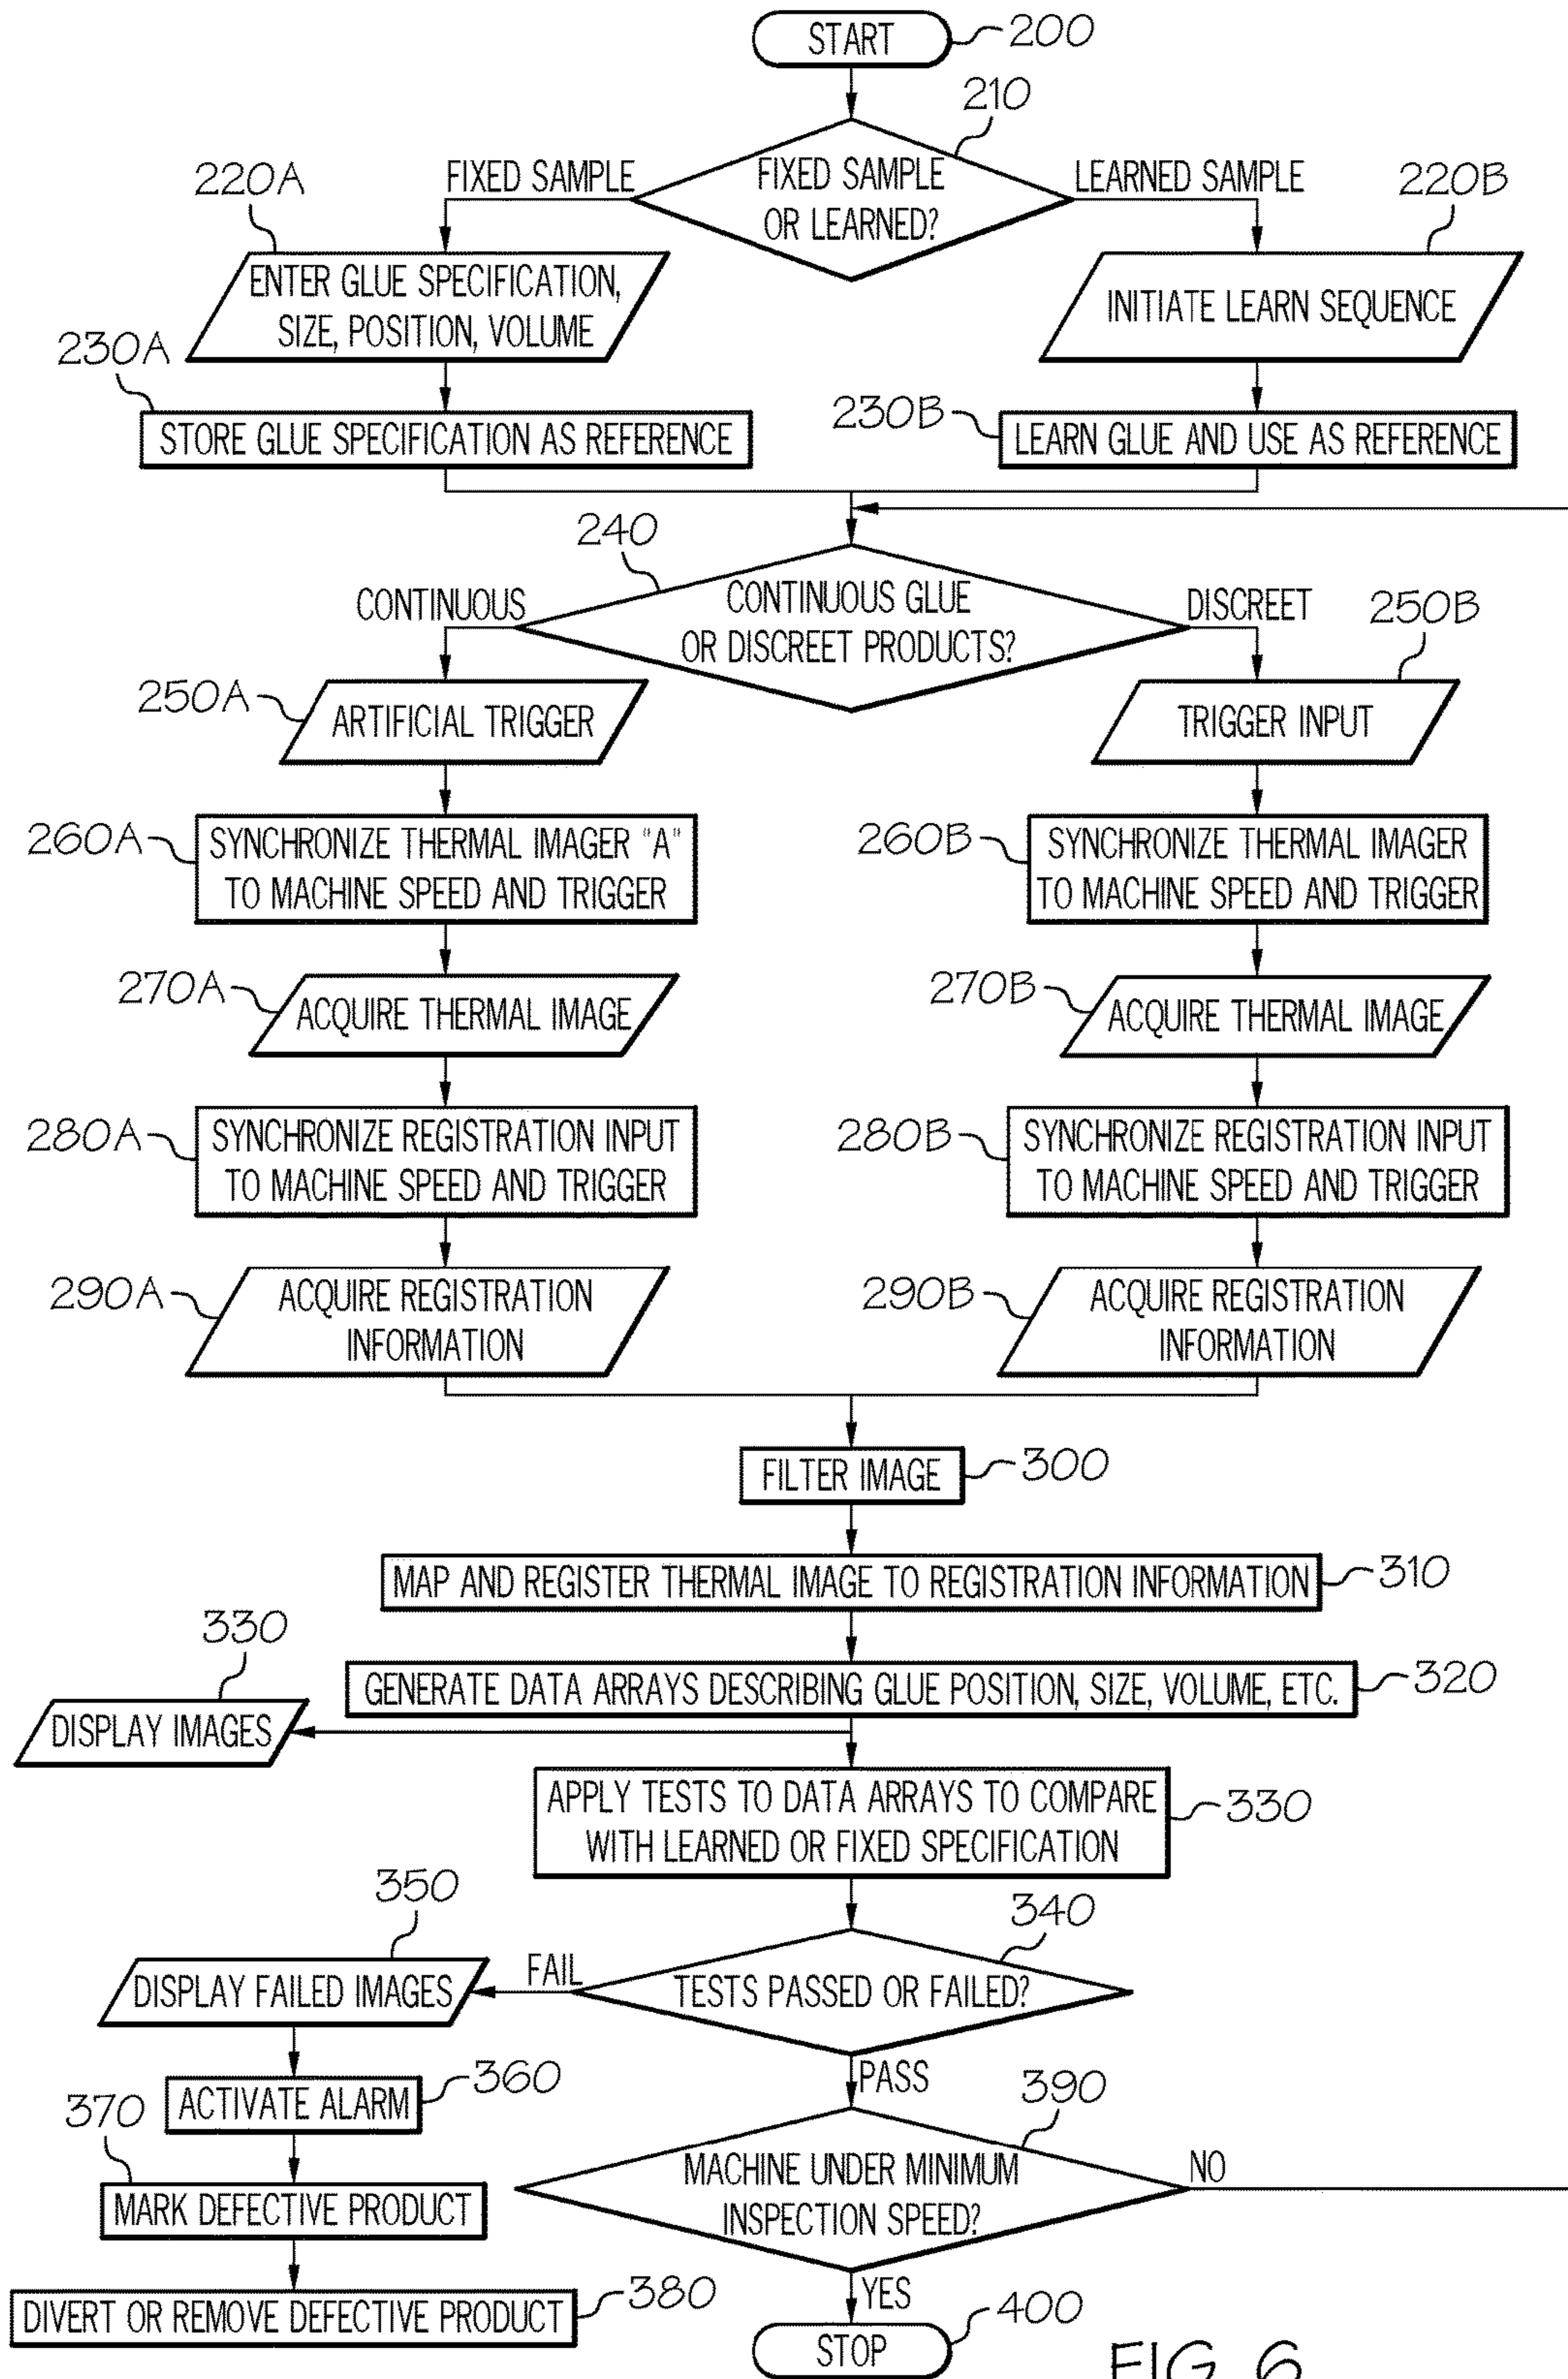 START
200
210
FIXED SAMPLE
OR LEARNED?
FIXED SAMPLE
LEARNED SAMPLE
220A
220B
ENTER GLUE SPECIFICATION,
SIZE, POSITION, VOLUME
INITIATE LEARN SEQUENCE
230A
STORE GLUE SPECIFICATION AS REFERENCE
230B
LEARN GLUE AND USE AS REFERENCE
240
CONTINUOUS GLUE
OR DISCREET PRODUCTS?
CONTINUOUS
DISCREET
250A
ARTIFICIAL TRIGGER
250B
TRIGGER INPUT
260A
SYNCHRONIZE THERMAL IMAGER "A"
TO MACHINE SPEED AND TRIGGER
260B
SYNCHRONIZE THERMAL IMAGER
TO MACHINE SPEED AND TRIGGER
270A
ACQUIRE THERMAL IMAGE
270B
ACQUIRE THERMAL IMAGE
280A
SYNCHRONIZE REGISTRATION INPUT
TO MACHINE SPEED AND TRIGGER
280B
SYNCHRONIZE REGISTRATION INPUT
TO MACHINE SPEED AND TRIGGER
290A
ACQUIRE REGISTRATION
INFORMATION
290B
ACQUIRE REGISTRATION
INFORMATION
FILTER IMAGE
300
MAP AND REGISTER THERMAL IMAGE TO REGISTRATION INFORMATION
310
GENERATE DATA ARRAYS DESCRIBING GLUE POSITION, SIZE, VOLUME, ETC.
320
330
DISPLAY IMAGES
APPLY TESTS TO DATA ARRAYS TO COMPARE
WITH LEARNED OR FIXED SPECIFICATION
330
340
TESTS PASSED OR FAILED?
FAIL
350
DISPLAY FAILED IMAGES
ACTIVATE ALARM
360
370
MARK DEFECTIVE PRODUCT
DIVERT OR REMOVE DEFECTIVE PRODUCT
380
PASS
390
MACHINE UNDER MINIMUM
INSPECTION SPEED?
NO
YES
STOP
400
FIG. 6